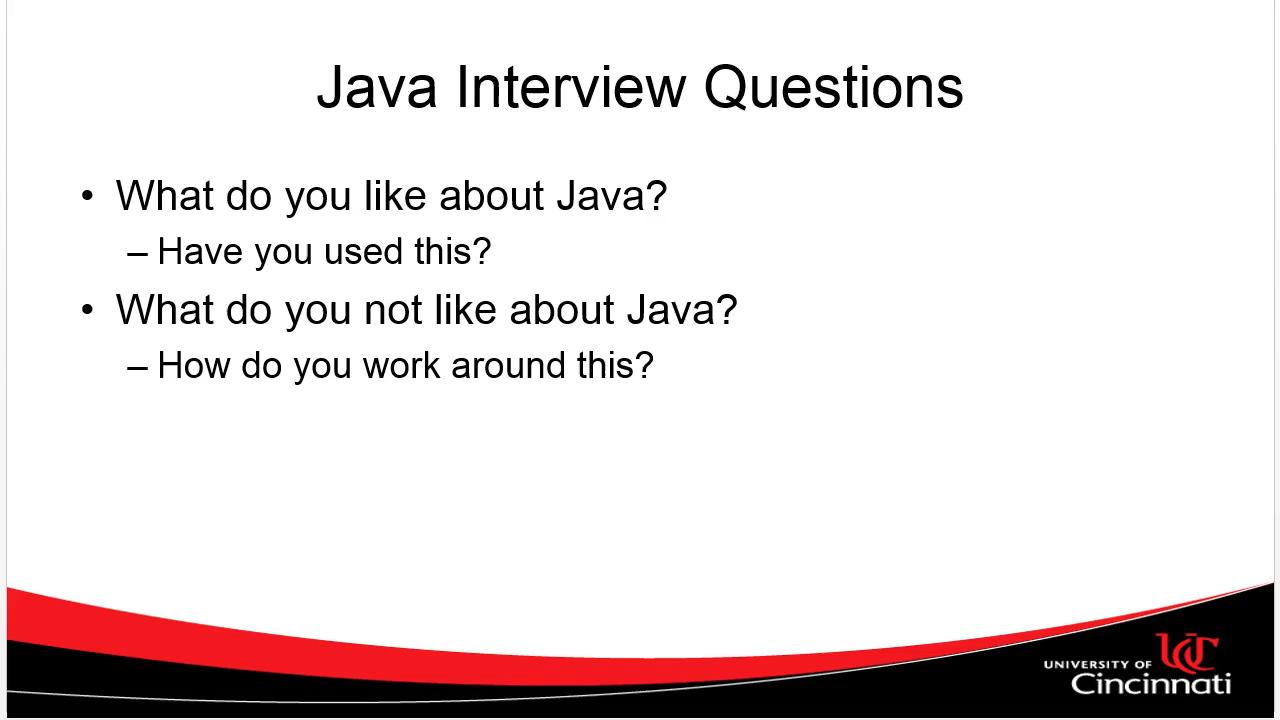 Java Interview Questions
• What do you like about Java?
– Have you used this?
• What do you not like about Java?
– How do you work around this?
UC
UNIVERSITY OF
Cincinnati